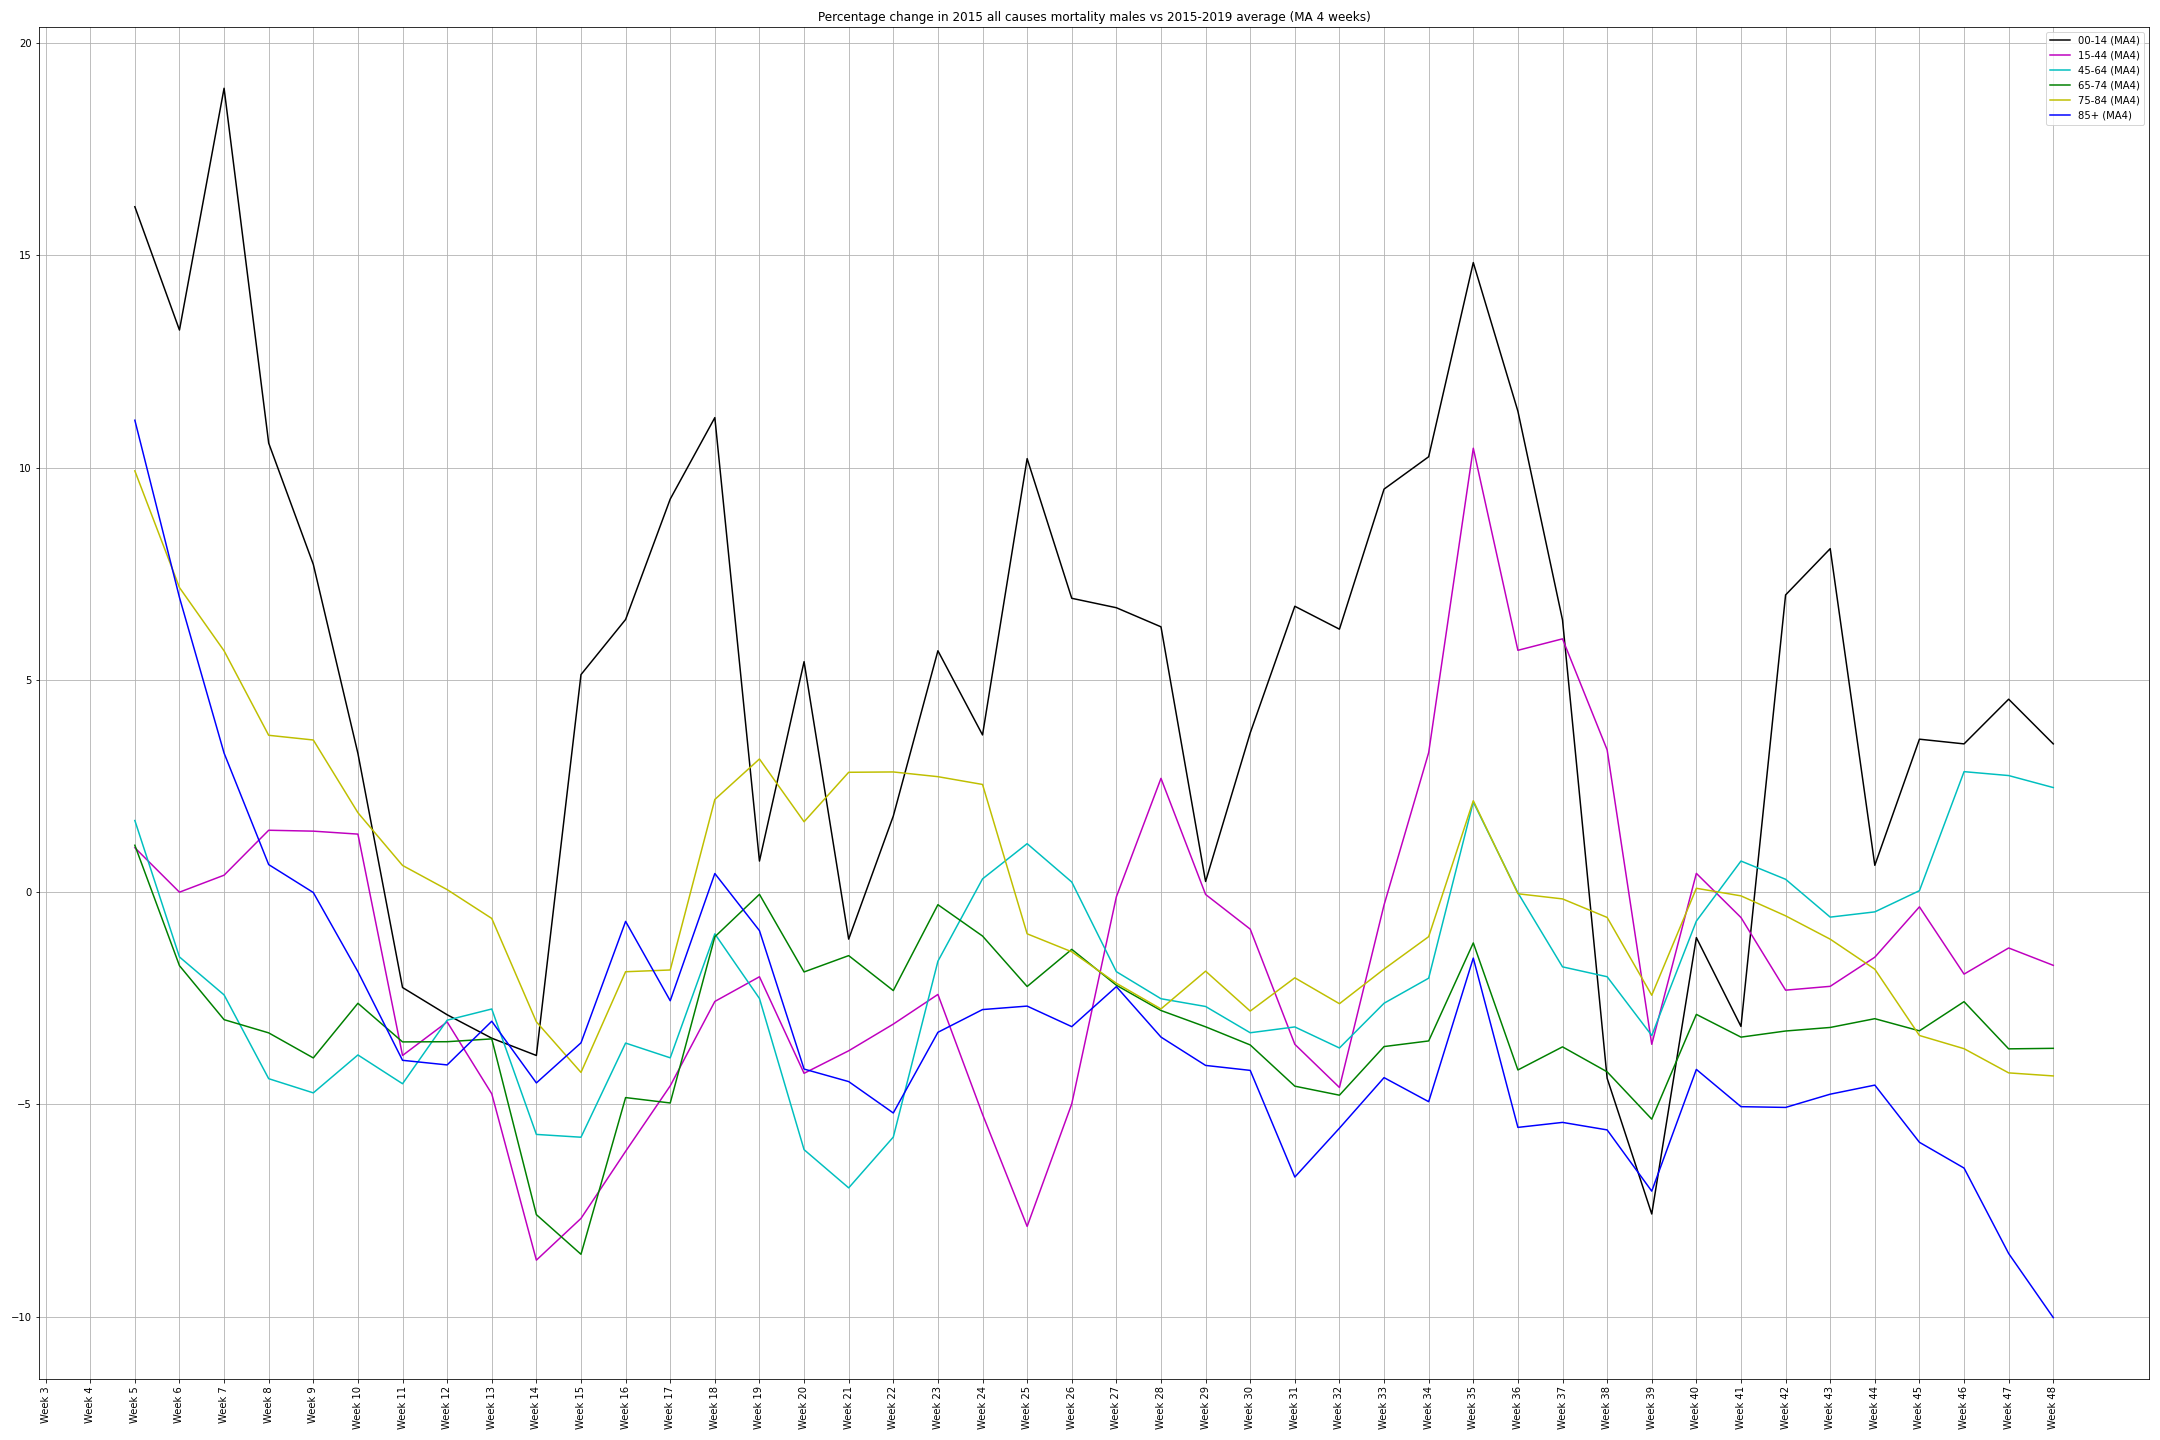 Percentage change in 2015 all causes mortality males vs 2015-2019 average (MA 4 weeks)
00-14 (MA4)
15-44 (MA4)
45-64 (MA4)
65-74 (MA4)
75-84 (MA4)
85+ (MA4)
20
15
10
5
0
−5
−10
Week 3
Week 4
Week 5
Week 6
Week 7
Week 8
Week 9
Week 10
Week 11
Week 12
Week 13
Week 14
Week 15
Week 16
Week 17
Week 18
Week 19
Week 20
Week 21
Week 22
Week 23
Week 24
Week 25
Week 26
Week 27
Week 28
Week 29
Week 30
Week 31
Week 32
Week 33
Week 34
Week 35
Week 36
Week 37
Week 38
Week 39
Week 40
Week 41
Week 42
Week 43
Week 44
Week 45
Week 46
Week 47
Week 48